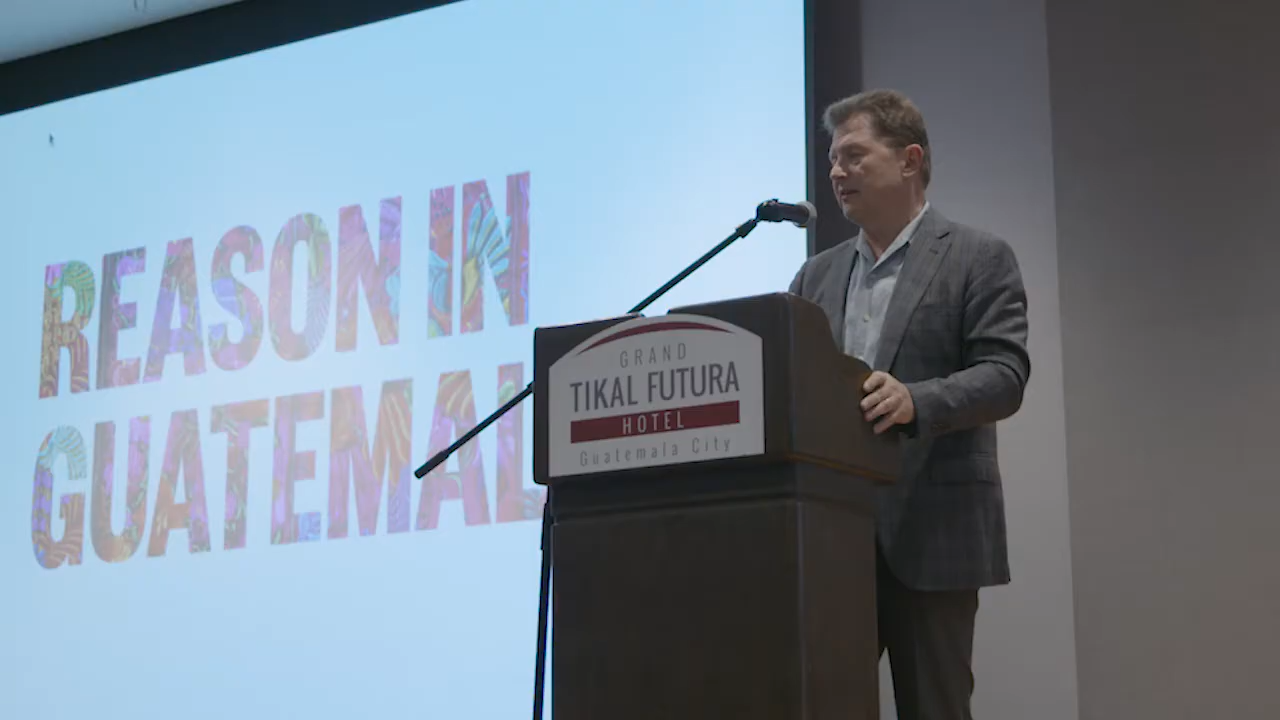 REASON IN
GUATEMAL
GRAND
TIKAL FUTURA
HOTEL
Guatemala City